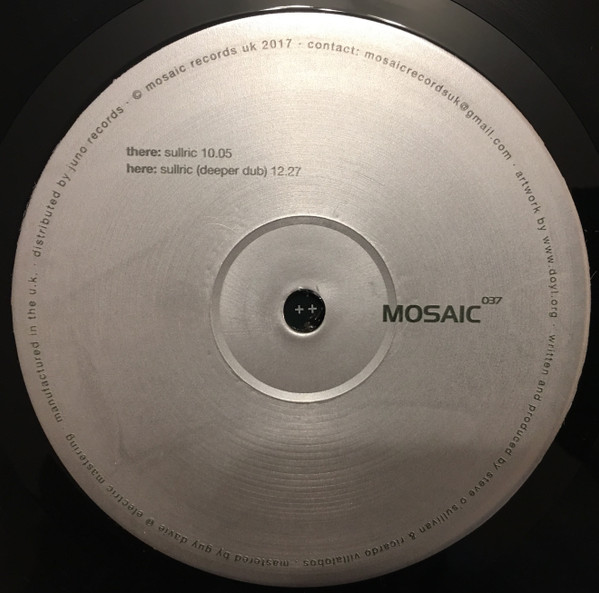 there: sullric 10.05
here: sullric (deeper dub) 12.27
++
MOSAIC 037
manufactured in the u.k. · distributed by juno records · © mosaic records uk 2017 · contact: mosaicrecordsuk@gmail.com · artwork by www.doyl.org · written and produced by steve o sullivan & ricardo villalobos · mastered by guy davie @ electric mastering ·